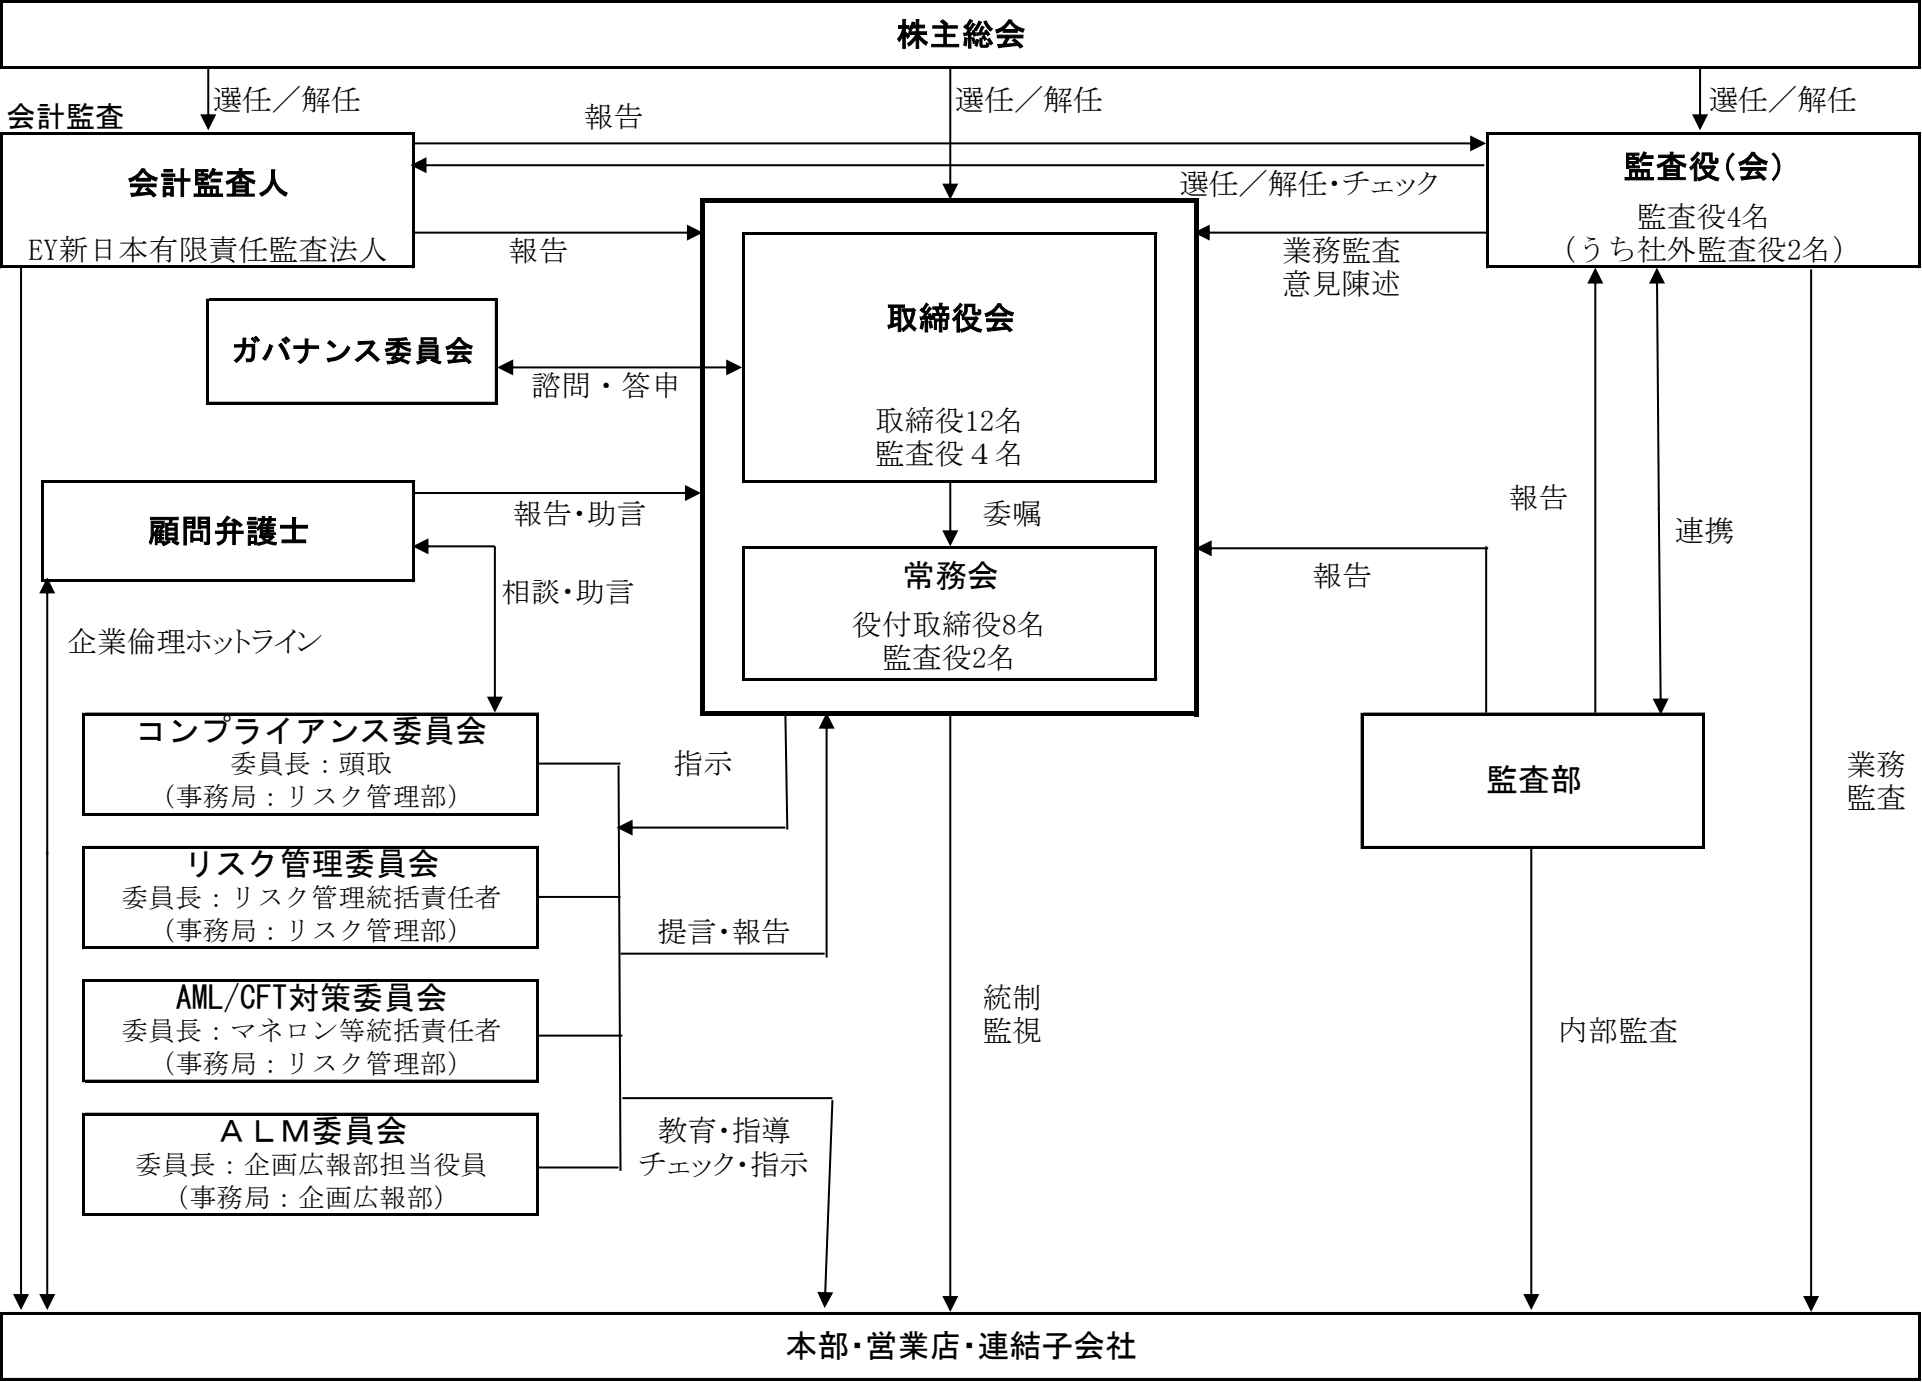 株主総会
選任／解任
選任／解任
選任／解任
会計監査
報告
会計監査人
EY新日本有限責任監査法人
監査役(会)
監査役4名
(うち社外監査役2名)
選任／解任・チェック
報告
業務監査
意見陳述
ガバナンス委員会
諮問・答申
取締役会
取締役12名
監査役４名
顧問弁護士
報告・助言
委嘱
報告
連携
常務会
役付取締役8名
監査役2名
報告
相談・助言
企業倫理ホットライン
コンプライアンス委員会
委員長：頭取
(事務局：リスク管理部)
指示
監査部
業務
監査
リスク管理委員会
委員長：リスク管理統括責任者
(事務局：リスク管理部)
提言・報告
AML/CFT対策委員会
委員長：マネロン等統括責任者
(事務局：リスク管理部)
統制
監視
内部監査
ＡＬＭ委員会
委員長：企画広報部担当役員
(事務局：企画広報部)
教育・指導
チェック・指示
本部・営業店・連結子会社